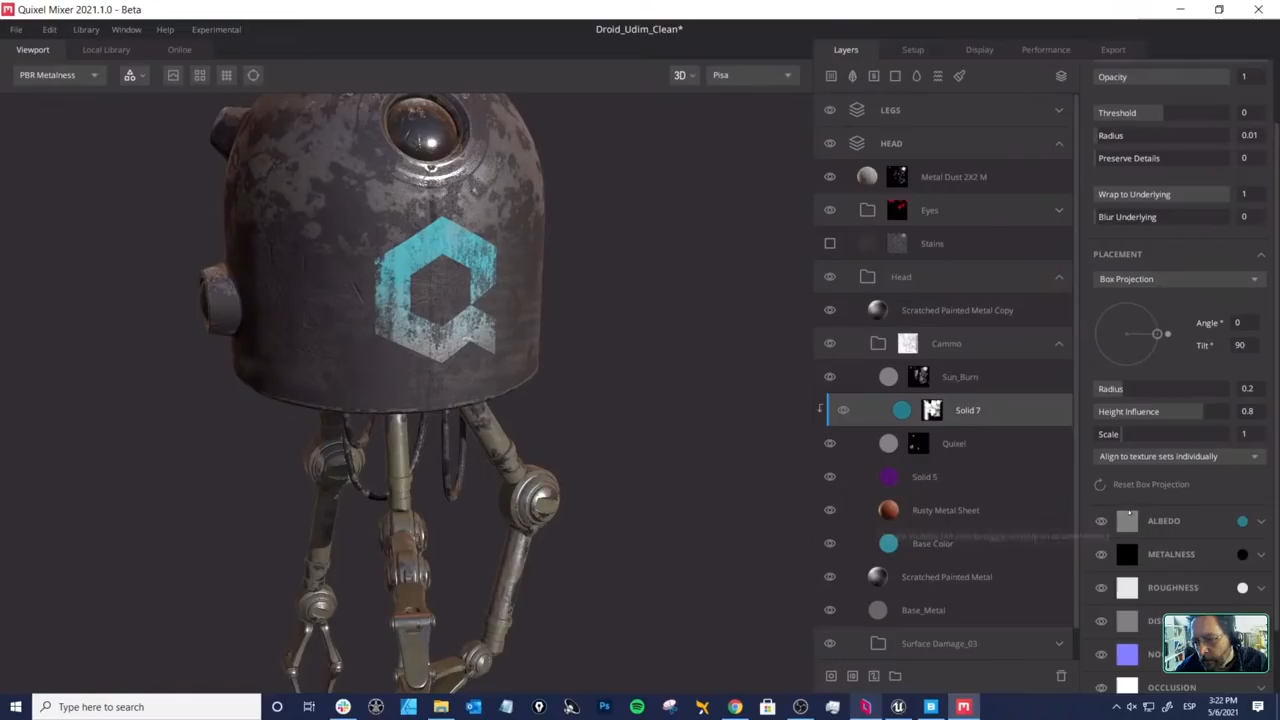 Quixel Mixer 2021.1.0 - Beta
File Edit Library Window Help Experimental
Droid_Udim_Clean*
Viewport Local Library Online
Layers Setup Display Performance Export
PBR Metalness
3D
Pisa
Opacity 1
LEGS
Threshold 0
Radius 0.01
HEAD
Preserve Details 0
Metal Dust 2X2 M
Wrap to Underlying 1
Eyes
Blur Underlying 0
Stains
PLACEMENT
Head
Box Projection
Scratched Painted Metal Copy
Angle ° 0
Cammo
Tilt ° 90
Sun_Burn
Radius 0.2
Solid 7
Height Influence 0.8
Scale 1
Quixel
Align to texture sets individually
Solid 5
Reset Box Projection
Rusty Metal Sheet
ALBEDO
Base Color
METALNESS
Scratched Painted Metal
ROUGHNESS
Base_Metal
Surface Damage_03
OCCLUSION
Type here to search
ESP
3:22 PM
5/6/2021